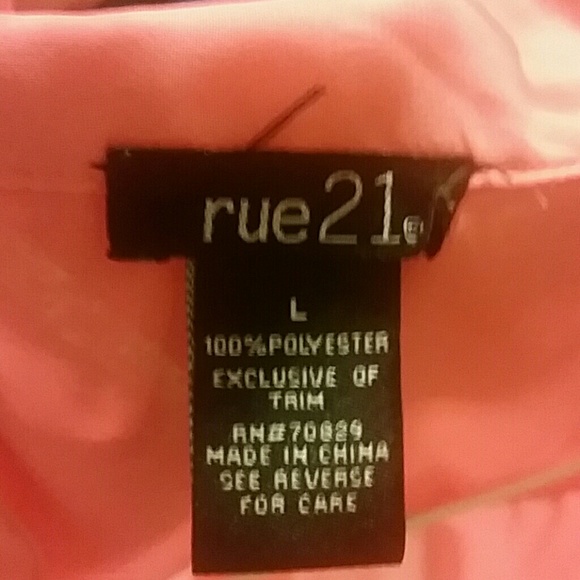 rue21®
L
100%POLYESTER
EXCLUSIVE OF
TRIM
RN#70829
MADE IN CHINA
SEE REVERSE
FOR CARE